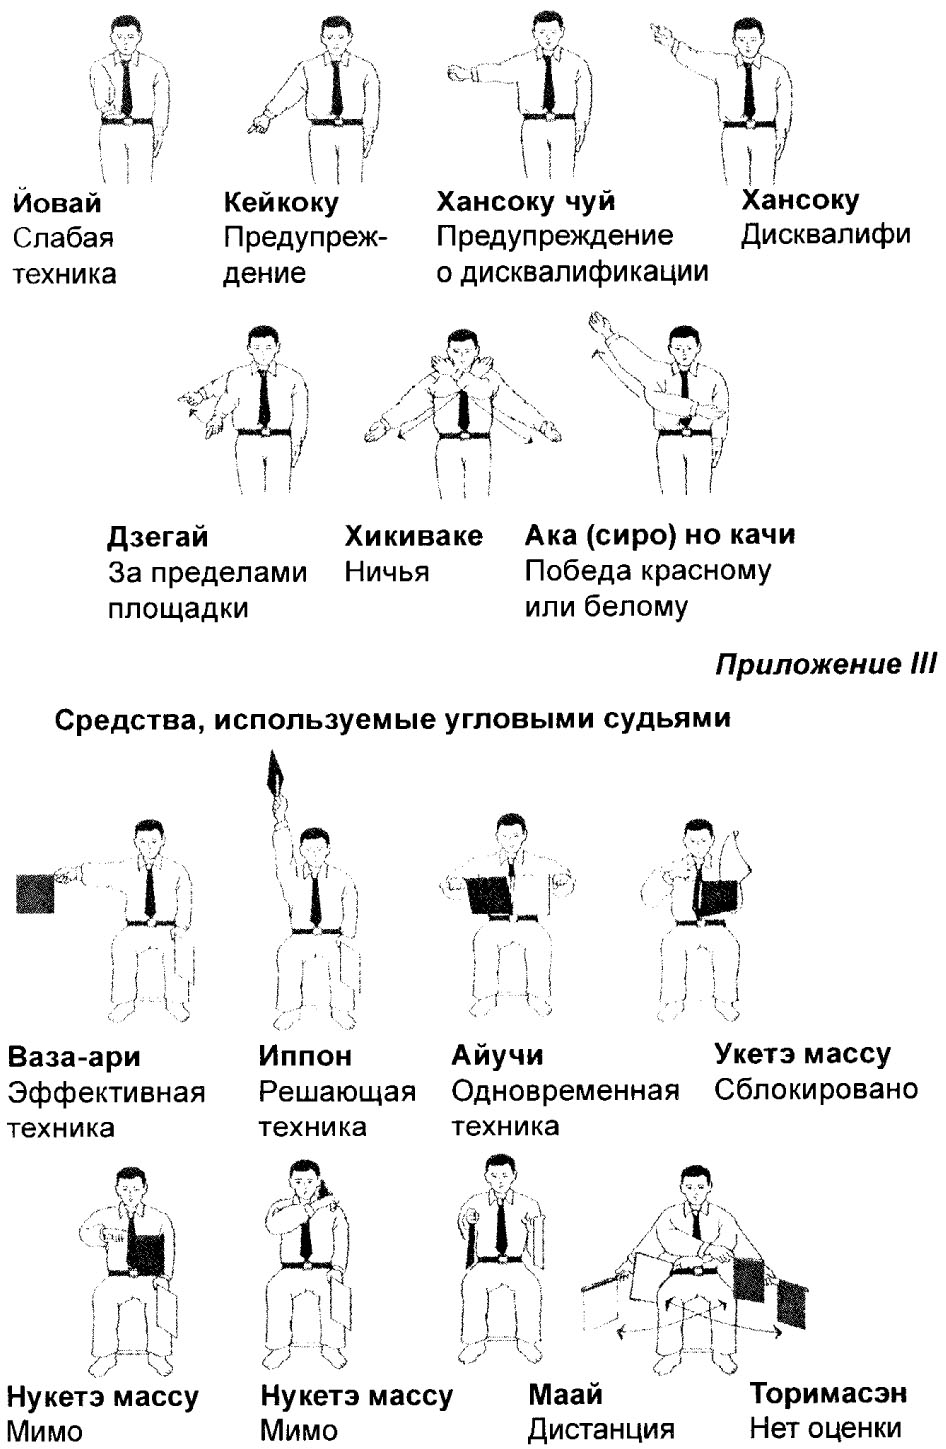 Йовай Кейкоку Хансоку чуй Хансоку
Слабая Предупреж- Предупреждение Дисквалифи
техника дение о дисквалификации
Дзегай Хикиваке Ака (сиро) но качи
За пределами Ничья Победа красному
площадки или белому
Приложение III
Средства, используемые угловыми судьями
Ваза-ари Иппон Айучи Укетэ массу
Эффективная Решающая Одновременная Сблокировано
техника техника техника
Нукетэ массу Нукетэ массу Маай Торимасэн
Мимо Мимо Дистанция Нет оценки